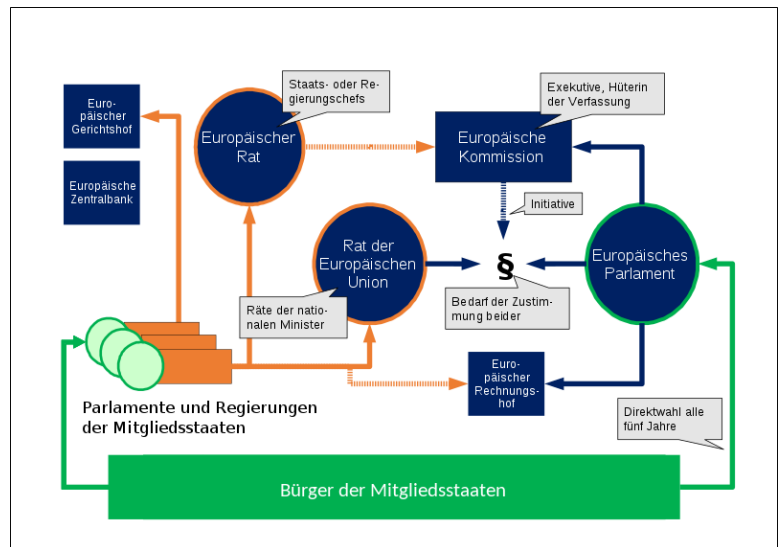 Staats- oder Re-
gierungschefs
Exekutive, Hüterin
der Verfassung
Euro-
päischer
Gerichtshof
Europäischer
Rat
Europäische
Kommission
Europäische
Zentralbank
Initiative
Rat der
Europäischen
Union
§
Europäisches
Parlament
Räte der natio-
nalen Minister
Bedarf der Zustim-
mung beider
Euro-
päischer
Rechnungs-
hof
Parlamente und Regierungen
der Mitgliedsstaaten
Direktwahl alle
fünf Jahre
Bürger der Mitgliedsstaaten